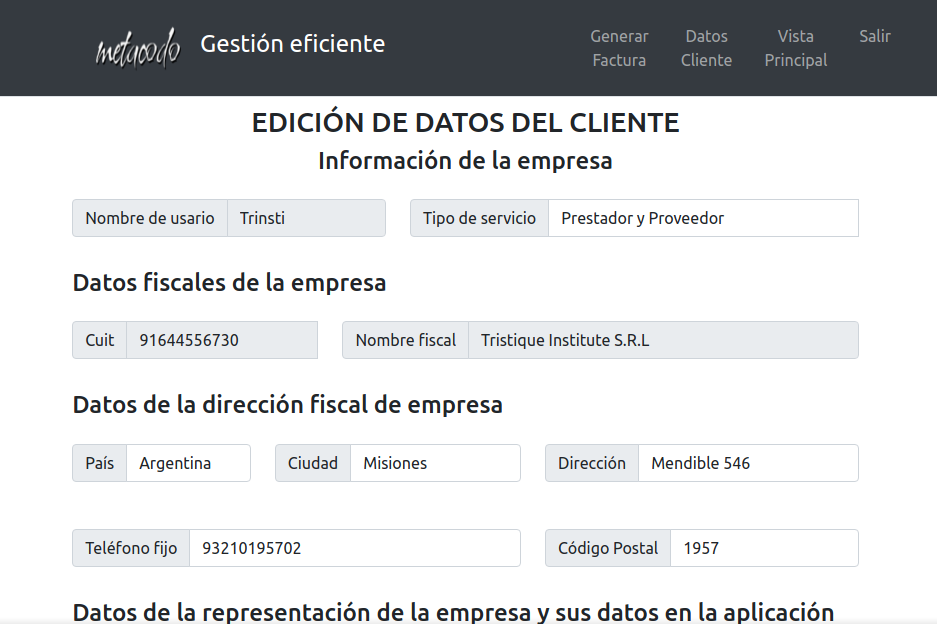 metacodo Gestión eficiente
Generar Factura
Datos Cliente
Vista Principal
Salir
EDICIÓN DE DATOS DEL CLIENTE
Información de la empresa
Nombre de usario Trinsti Tipo de servicio Prestador y Proveedor
Datos fiscales de la empresa
Cuit 91644556730 Nombre fiscal Tristique Institute S.R.L
Datos de la dirección fiscal de empresa
País Argentina Ciudad Misiones Dirección Mendible 546
Teléfono fijo 93210195702 Código Postal 1957
Datos de la representación de la empresa y sus datos en la aplicación